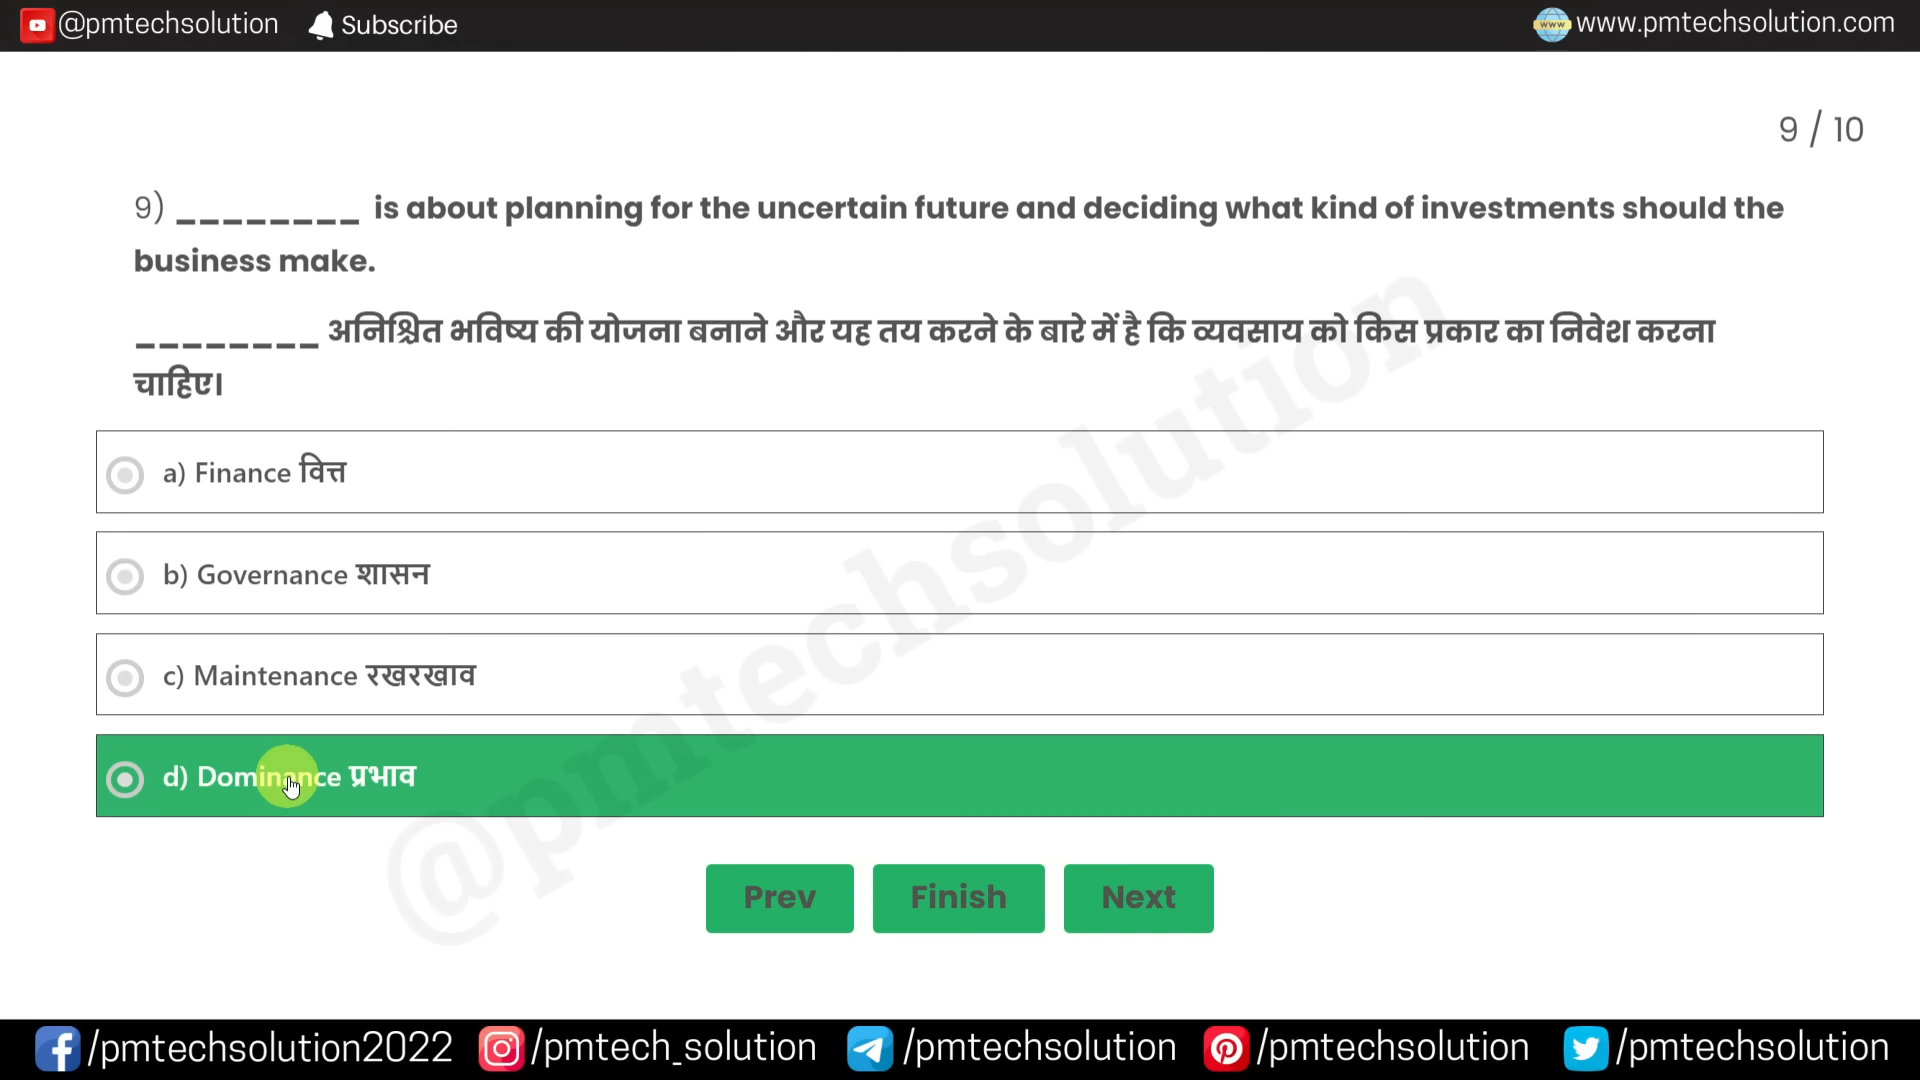 @pmtechsolution Subscribe www.pmtechsolution.com
9 / 10
9) ________ is about planning for the uncertain future and deciding what kind of investments should the
business make.
________ अनिश्चित भविष्य की योजना बनाने और यह तय करने के बारे में है कि व्यवसाय को किस प्रकार का निवेश करना
चाहिए।
a) Finance वित्त
b) Governance शासन
c) Maintenance रखरखाव
d) Dominance प्रभाव
Prev Finish Next
@pmtechsolution
/pmtechsolution2022 /pmtech_solution /pmtechsolution /pmtechsolution /pmtechsolution